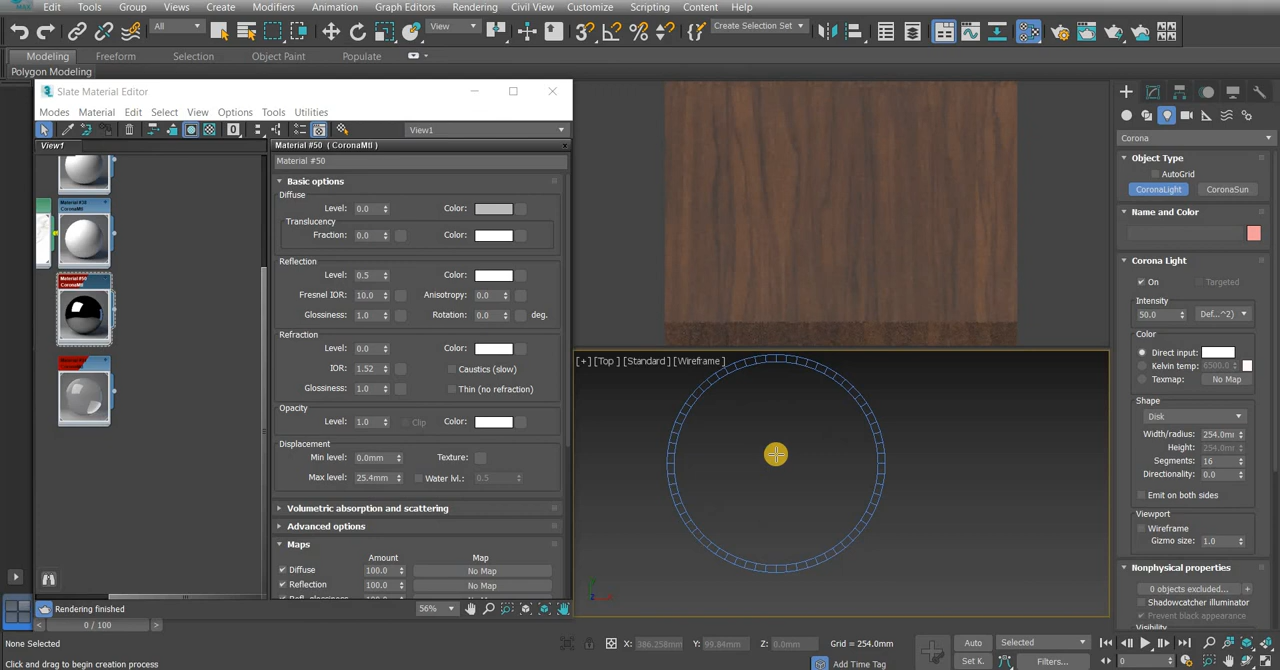 Edit Tools Group Views Create Modifiers Animation Graph Editors Rendering Civil View Customize Scripting Content Help
All View Create Selection Set
Modeling Freeform Selection Object Paint Populate
Polygon Modeling
Slate Material Editor
Modes Material Edit Select View Options Tools Utilities
View1
View1
Material #50 ( CoronaMtl )
Material #50
Basic options
Diffuse
Level: 0.0 Color:
Translucency
Fraction: 0.0 Color:
Reflection
Level: 0.5 Color:
Fresnel IOR: 10.0 Anisotropy: 0.0
Glossiness: 1.0 Rotation: 0.0 deg.
Refraction
Level: 0.0 Color:
IOR: 1.52 Caustics (slow)
Glossiness: 1.0 Thin (no refraction)
Opacity
Level: 1.0 Clip Color:
Displacement
Min level: 0.0mm Texture:
Max level: 25.4mm Water lvl.: 0.5
Volumetric absorption and scattering
Advanced options
Maps
Amount Map
Diffuse 100.0 No Map
Reflection 100.0 No Map
Refl. glossiness
56%
Rendering finished
0 / 100
None Selected
Click and drag to begin creation process
[+] [Top ] [Standard ] [Wireframe ]
Corona
Object Type
AutoGrid
CoronaLight CoronaSun
Name and Color
Corona Light
On Targeted
Intensity
50.0 Def...^2)
Color
Direct input:
Kelvin temp: 6500.0
Texmap: No Map
Shape
Disk
Width/radius: 254.0m
Height: 254.0m
Segments: 16
Directionality: 0.0
Emit on both sides
Viewport
Wireframe
Gizmo size: 1.0
Nonphysical properties
0 objects excluded...
Shadowcatcher illuminator
Prevent black appearance
Visibility
X: 386.258mm Y: 99.84mm Z: 0.0mm Grid = 254.0mm
Add Time Tag
Auto Selected
Set K. Filters...
0